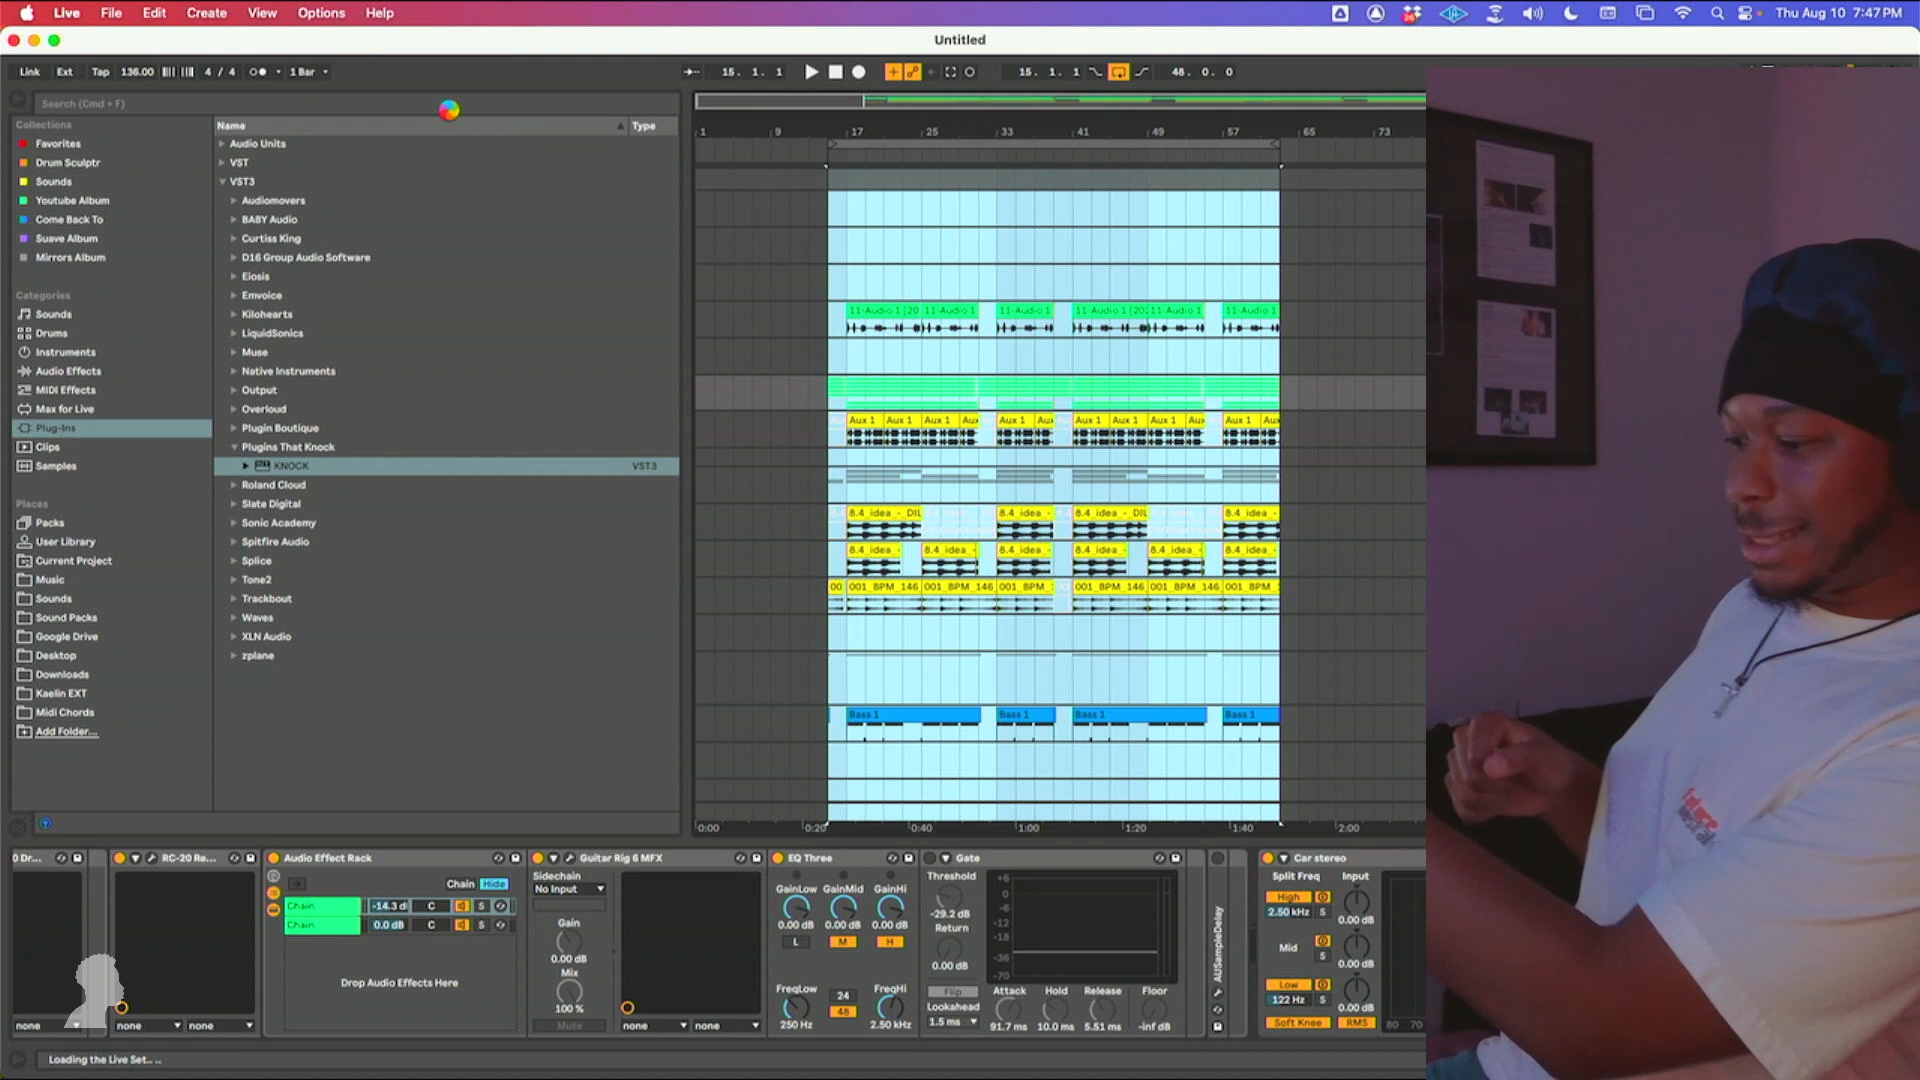 Live File Edit Create View Options Help
Thu Aug 10 7:47 PM
Untitled
Link Ext Tap 136.00 4 / 4 1 Bar
15. 1. 1
15. 1. 1
48. 0. 0
Search (Cmd + F)
Collections
Favorites
Drum Sculptr
Sounds
Youtube Album
Come Back To
Suave Album
Mirrors Album
Categories
Sounds
Drums
Instruments
Audio Effects
MIDI Effects
Max for Live
Plug-Ins
Clips
Samples
Places
Packs
User Library
Current Project
Music
Sounds
Sound Packs
Google Drive
Desktop
Downloads
Kaelin EXT
Midi Chords
Add Folder...
Name Type
Audio Units
VST
VST3
Audiomovers
BABY Audio
Curtiss King
D16 Group Audio Software
Eiosis
Emvoice
Kilohearts
LiquidSonics
Muse
Native Instruments
Output
Overloud
Plugin Boutique
Plugins That Knock
KNOCK VST3
Roland Cloud
Slate Digital
Sonic Academy
Spitfire Audio
Splice
Tone2
Trackbout
Waves
XLN Audio
zplane
1 9 17 25 33 41 49 57 65 73
11-Audio 1 [20 11-Audio 1 11-Audio 1 11-Audio 1 [20 11-Audio 1 11-Audio 1
Aux 1 Aux 1 Aux 1 Aux Aux 1 Aux Aux 1 Aux 1 Aux 1 Aux Aux 1 Aux
8.4_idea_- DIL 8.4_idea_- 8.4_idea_- DIL 8.4_idea_-
8.4_idea_- 8.4_idea_- 8.4_idea_- 8.4_idea_- 8.4_idea_- 8.4_idea_-
00 001_BPM_146 001_BPM_146 001_BPM_ 001_BPM_146 001_BPM_146 001_BPM_
Bass 1 Bass 1 Bass 1 Bass 1
0:00 0:20 0:40 1:00 1:20 1:40 2:00
0 Dr... RC-20 Re... Audio Effect Rack Guitar Rig 6 MFX EQ Three Gate Car stereo
none none none
Chain Hide
Chain -14.3 d C S
Chain 0.0 dB C S
Drop Audio Effects Here
Sidechain
No Input
Gain
0.00 dB
Mix
100 %
Mute
none none
GainLow GainMid GainHi
0.00 dB 0.00 dB 0.00 dB
L M H
FreqLow 24 FreqHi
48
250 Hz 2.50 kHz
Threshold
-29.2 dB
Return
0.00 dB
Flip
Lookahead
1.5 ms
+6
0
-6
-12
-18
-36
-70
Attack Hold Release Floor
91.7 ms 10.0 ms 5.51 ms -inf dB
AUSampleDelay
Split Freq Input
High
2.50 kHz S 0.00 dB
Mid
S 0.00 dB
Low
122 Hz S 0.00 dB
Soft Knee RMS
80 70
Loading the Live Set.. ..